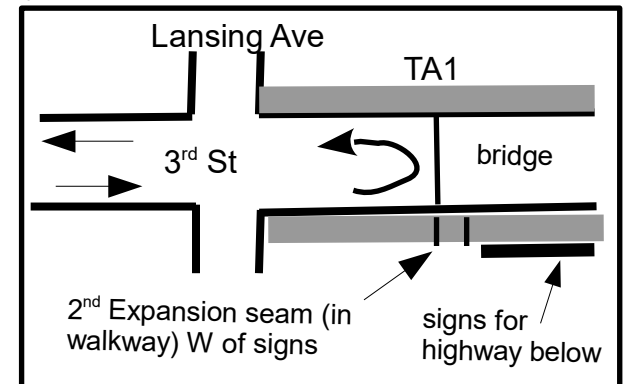 Lansing Ave
TA1
3rd St
bridge
2nd Expansion seam (in
walkway) W of signs
signs for
highway below